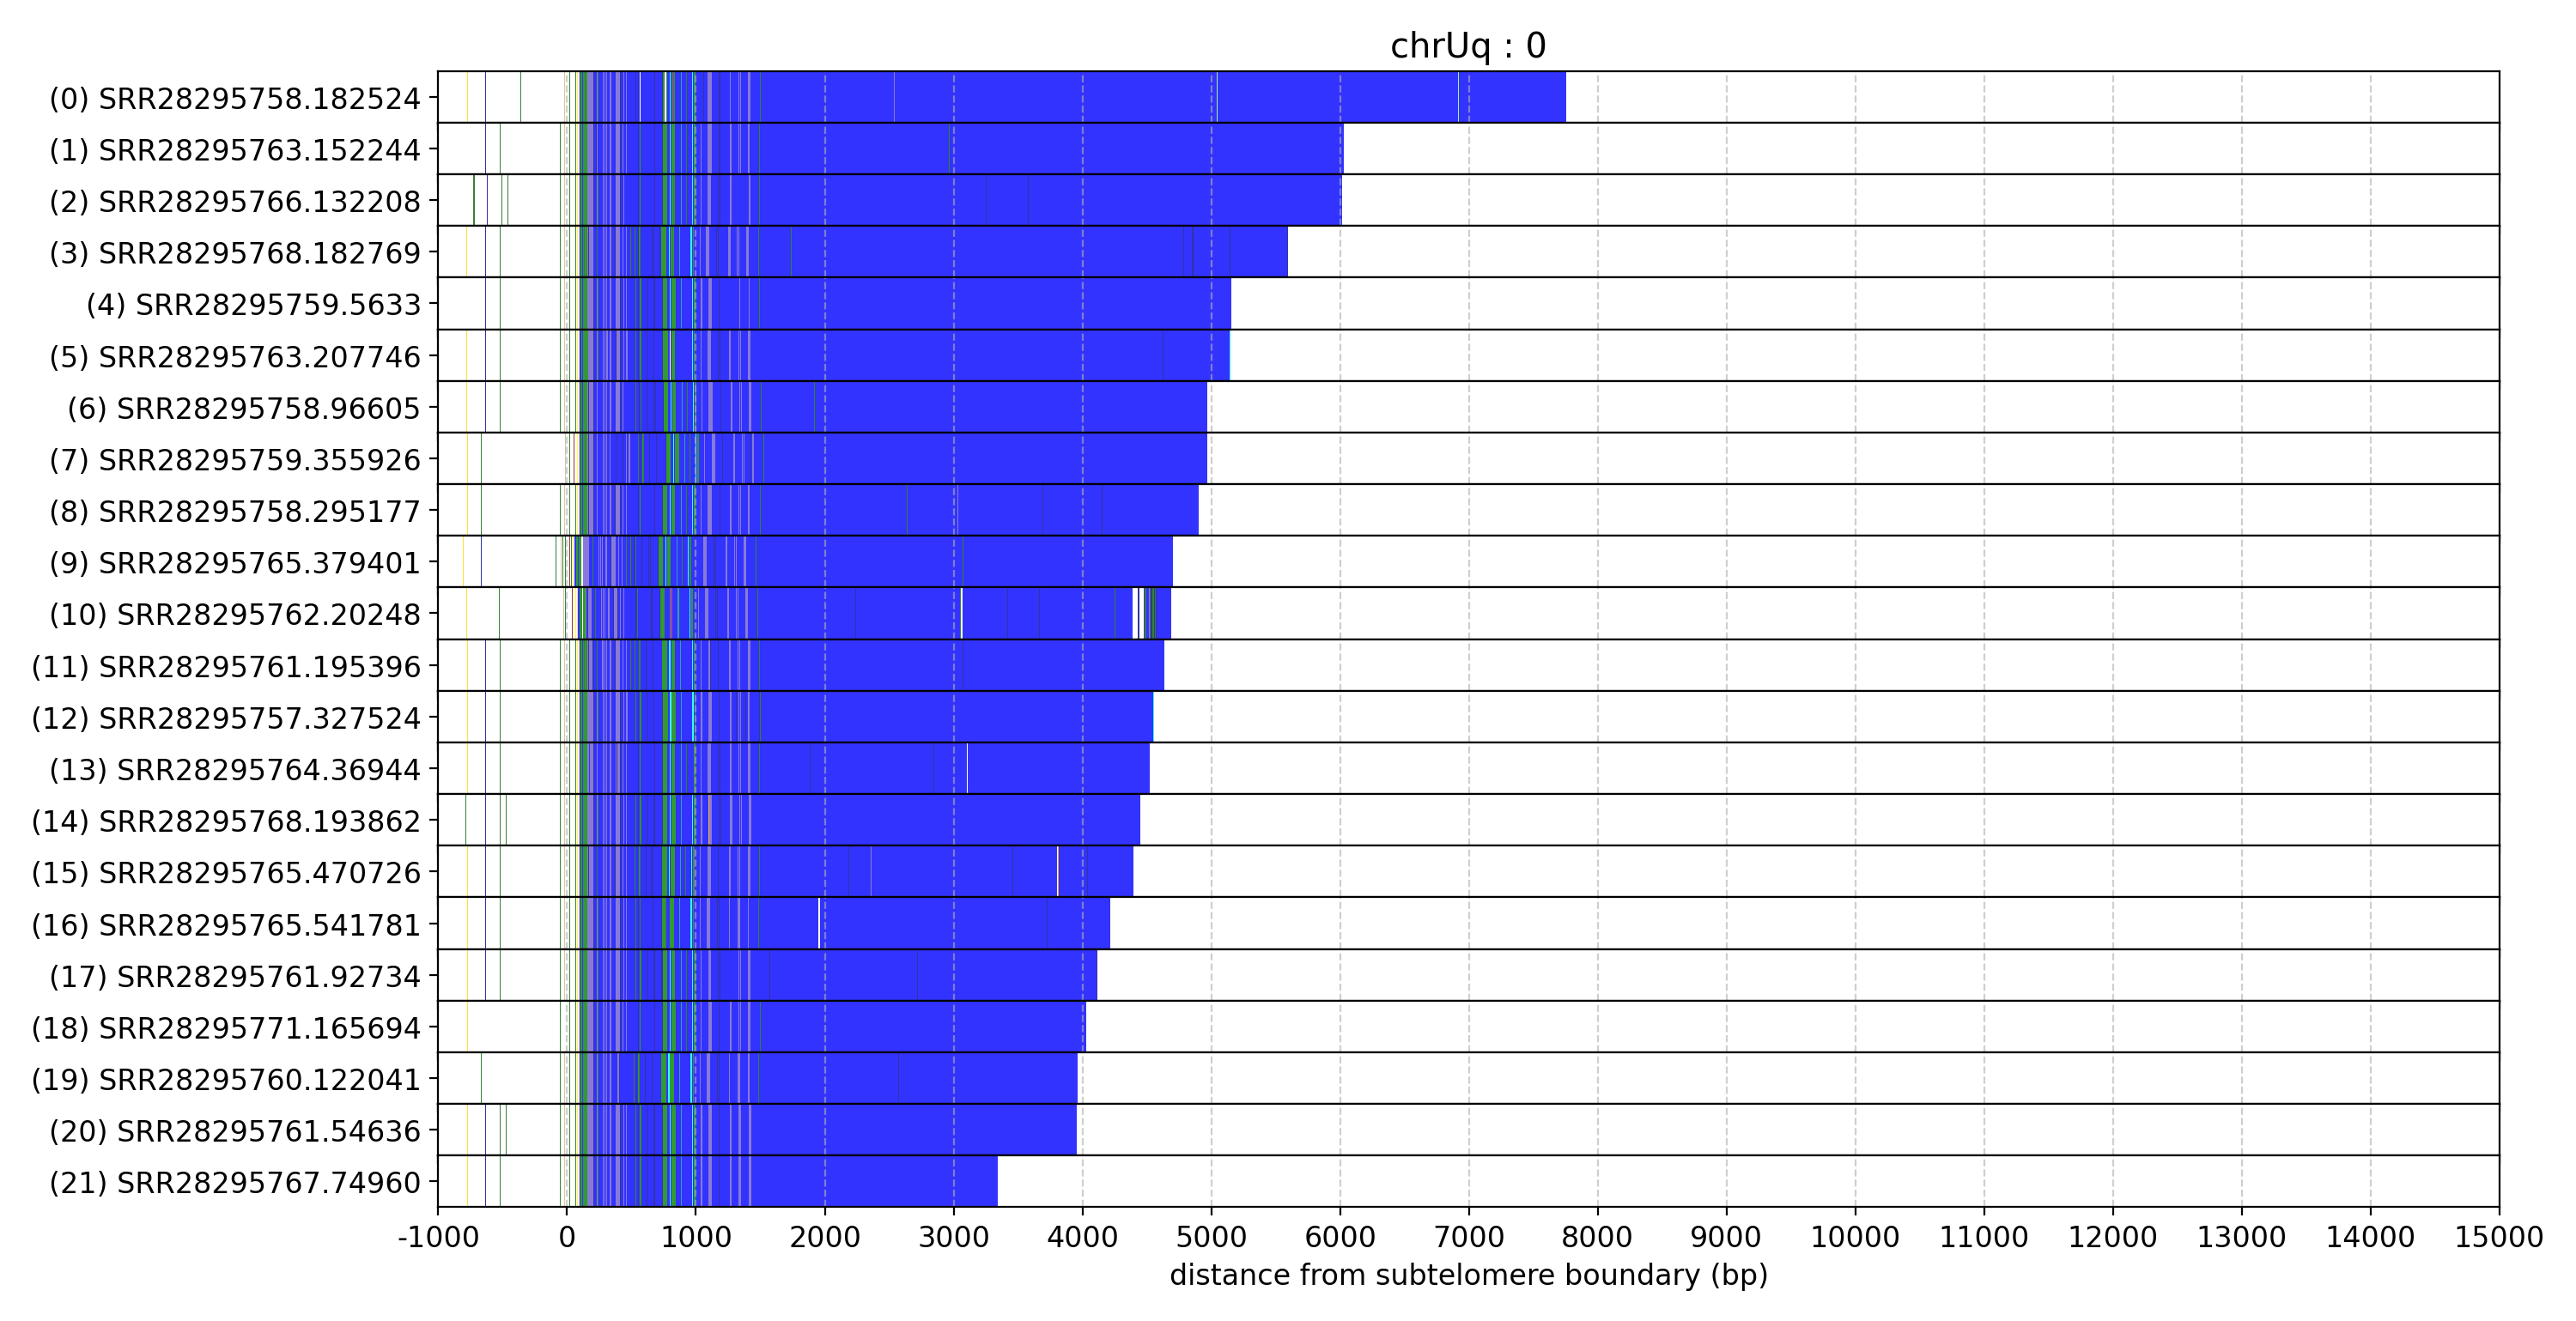 chrUq : 0
(0) SRR28295758.182524
(1) SRR28295763.152244
(2) SRR28295766.132208
(3) SRR28295768.182769
(4) SRR28295759.5633
(5) SRR28295763.207746
(6) SRR28295758.96605
(7) SRR28295759.355926
(8) SRR28295758.295177
(9) SRR28295765.379401
(10) SRR28295762.20248
(11) SRR28295761.195396
(12) SRR28295757.327524
(13) SRR28295764.36944
(14) SRR28295768.193862
(15) SRR28295765.470726
(16) SRR28295765.541781
(17) SRR28295761.92734
(18) SRR28295771.165694
(19) SRR28295760.122041
(20) SRR28295761.54636
(21) SRR28295767.74960
-1000 0 1000 2000 3000 4000 5000 6000 7000 8000 9000 10000 11000 12000 13000 14000 15000
distance from subtelomere boundary (bp)